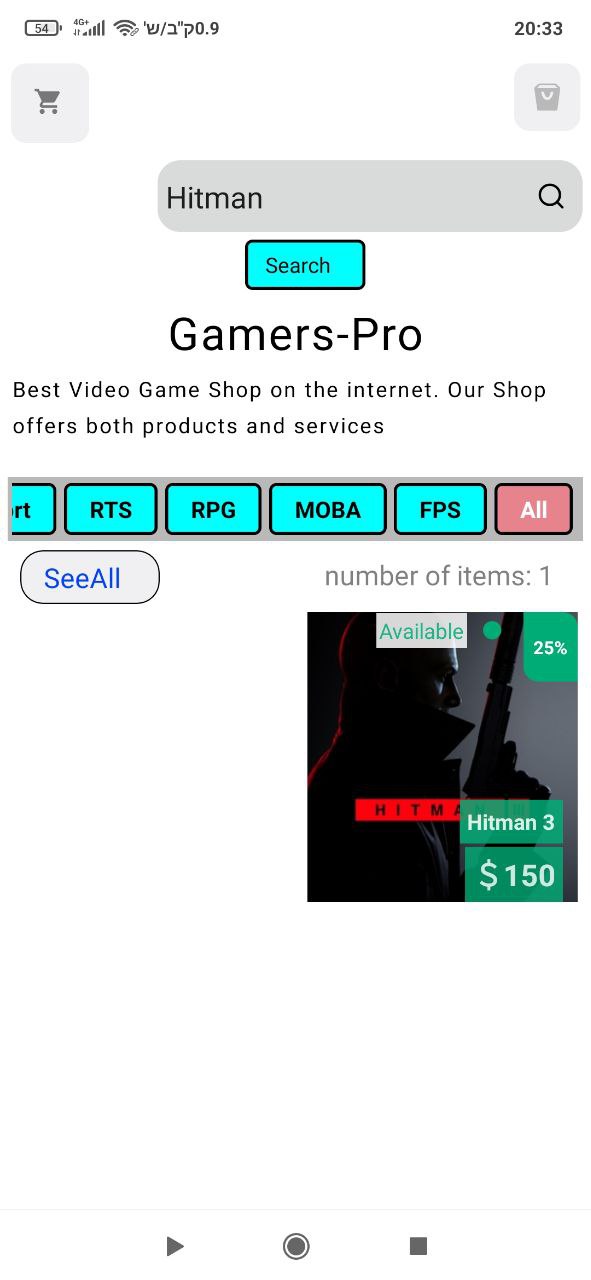 54 4G+ 0.9ק"ב/ש' 20:33
Hitman
Search
Gamers-Pro
Best Video Game Shop on the internet. Our Shop
offers both products and services
rt RTS RPG MOBA FPS All
SeeAll number of items: 1
Available 25%
HITMAN III
Hitman 3
$150